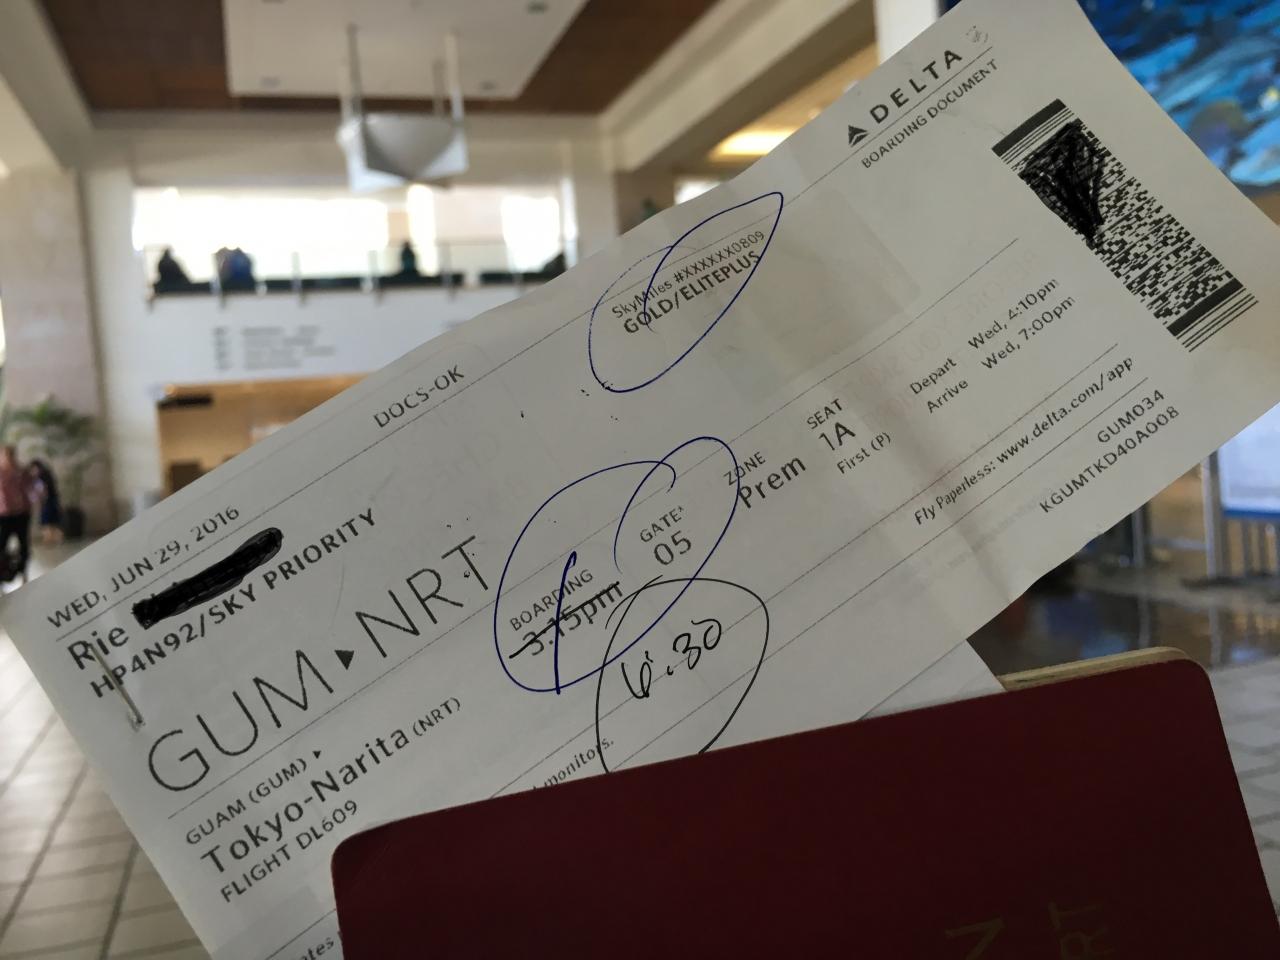 DELTA
BOARDING DOCUMENT
SkyMiles #XXXXXX0809
GOLD/ELITEPLUS
DOCS-OK
WED, JUN 29, 2016
Rie
HP4N92/SKY PRIORITY
GUM▸NRT
GUAM (GUM) ▸
Tokyo-Narita (NRT)
FLIGHT DL609
BOARDING
3:15pm
6:30
GATE*
05
ZONE
Prem
SEAT
1A
First (P)
Depart Wed, 4:10pm
Arrive Wed, 7:00pm
Fly Paperless: www.delta.com/app
GUM034
KGUMTKD40A008
monitors.